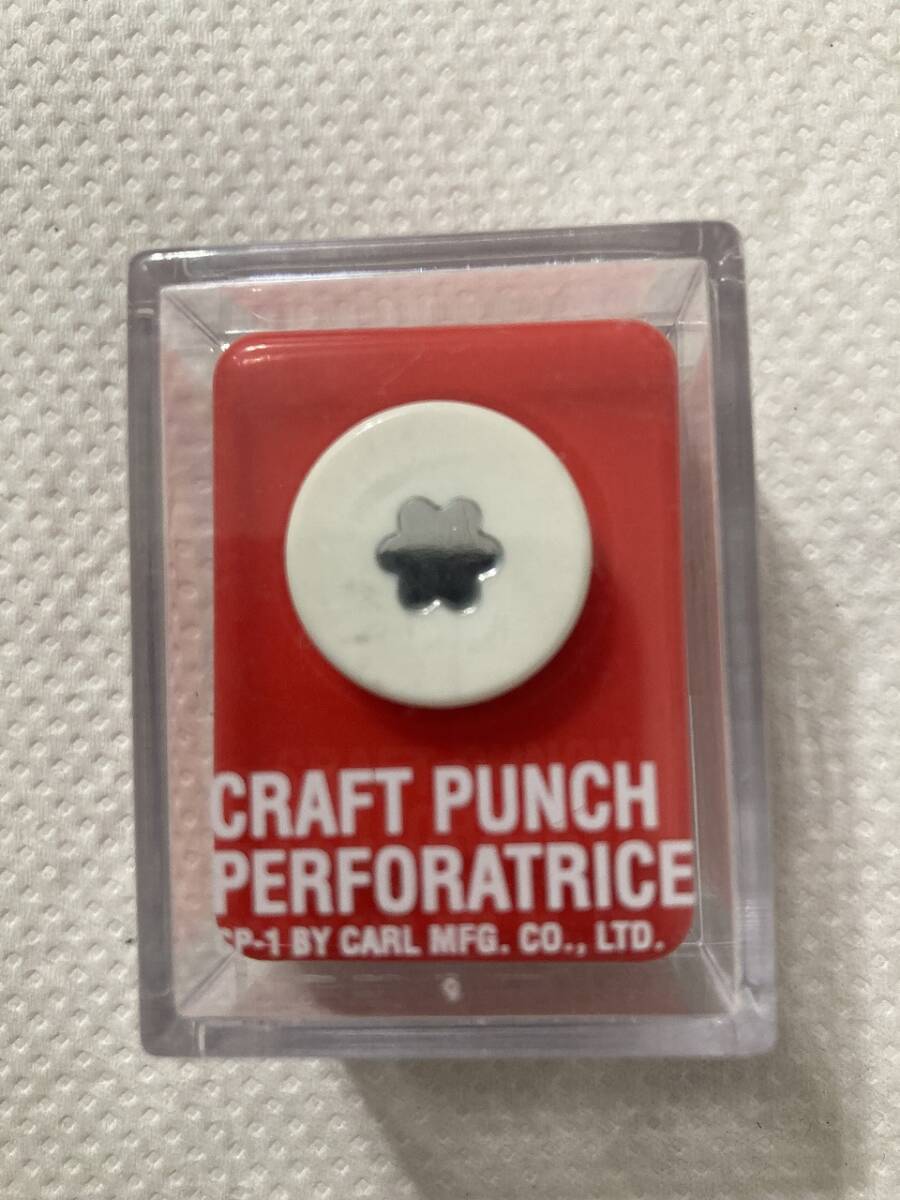 CRAFT PUNCH
PERFORATRICE
CP-1 BY CARL MFG. CO., LTD.